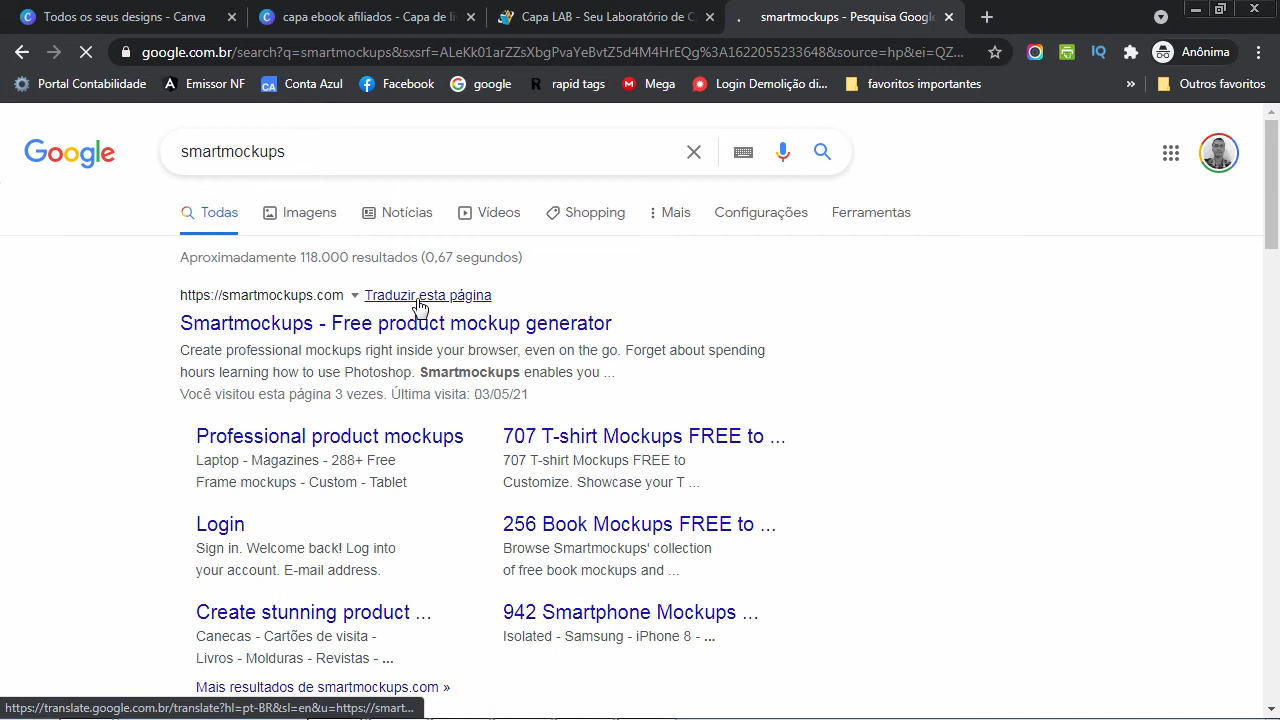 Todos os seus designs - Canva
capa ebook afiliados - Capa de li
Capa LAB - Seu Laboratório de C
smartmockups - Pesquisa Google
google.com.br/search?q=smartmockups&sxsrf=ALeKk01arZZsXbgPvaYeBvtZ5d4M4HrEQg%3A1622055233648&source=hp&ei=QZ...
Anônima
Portal Contabilidade
Emissor NF
CA Conta Azul
Facebook
google
rapid tags
Mega
Login Demolição di...
favoritos importantes
»
Outros favoritos
Google
smartmockups
Todas
Imagens
Notícias
Vídeos
Shopping
Mais
Configurações
Ferramentas
Aproximadamente 118.000 resultados (0,67 segundos)
https://smartmockups.com Traduzir esta página
Smartmockups - Free product mockup generator
Create professional mockups right inside your browser, even on the go. Forget about spending
hours learning how to use Photoshop. Smartmockups enables you ...
Você visitou esta página 3 vezes. Última visita: 03/05/21
Professional product mockups
Laptop - Magazines - 288+ Free
Frame mockups - Custom - Tablet
707 T-shirt Mockups FREE to ...
707 T-shirt Mockups FREE to
Customize. Showcase your T ...
Login
Sign in. Welcome back! Log into
your account. E-mail address.
256 Book Mockups FREE to ...
Browse Smartmockups' collection
of free book mockups and ...
Create stunning product ...
Canecas - Cartões de visita -
Livros - Molduras - Revistas - ...
942 Smartphone Mockups ...
Isolated - Samsung - iPhone 8 - ...
Mais resultados de smartmockups.com »
https://translate.google.com.br/translate?hl=pt-BR&sl=en&u=https://smart...